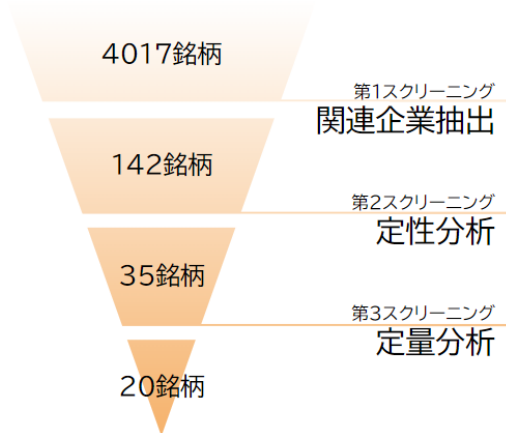 4017銘柄
第1スクリーニング
関連企業抽出
142銘柄
第2スクリーニング
定性分析
35銘柄
第3スクリーニング
定量分析
20銘柄